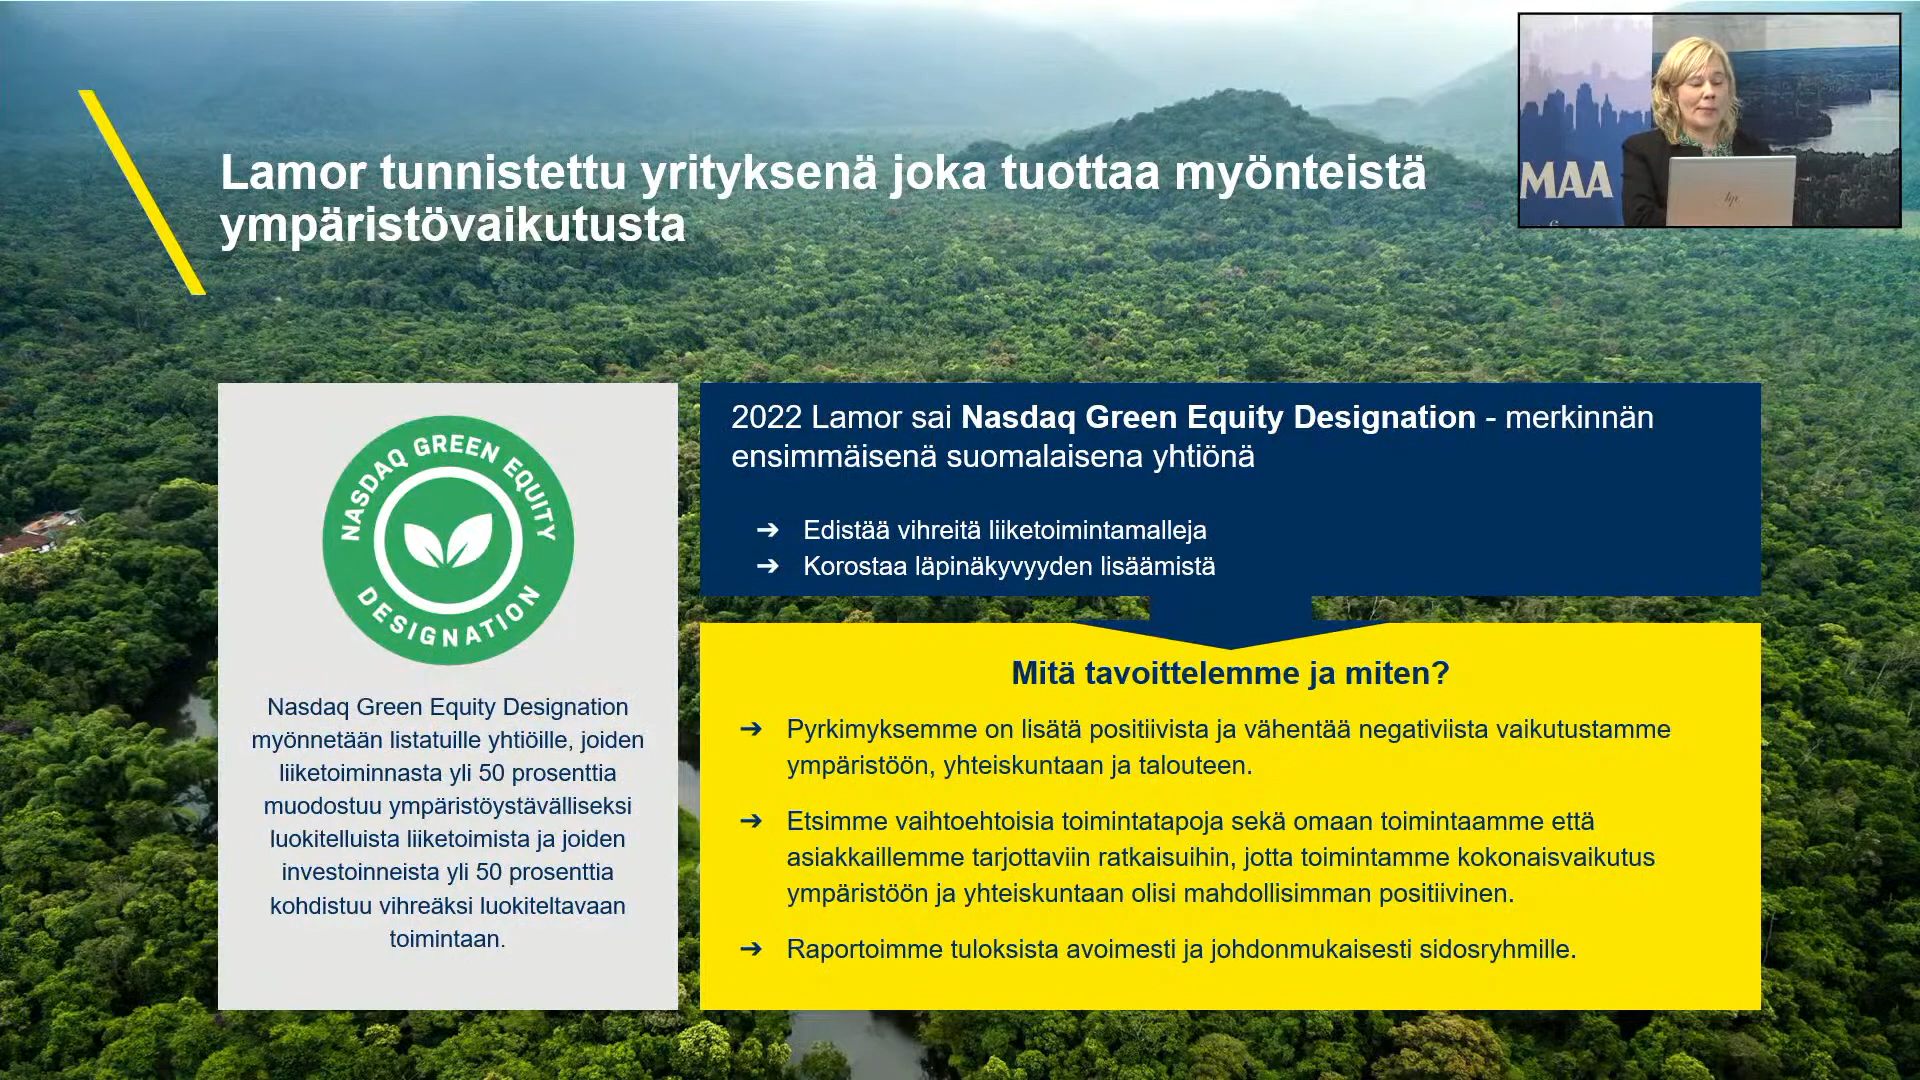 Lamor tunnistettu yrityksenä joka tuottaa myönteistä
ympäristövaikutusta
MAA
hp
NASDAQ GREEN EQUITY
DESIGNATION
Nasdaq Green Equity Designation
myönnetään listatuille yhtiöille, joiden
liiketoiminnasta yli 50 prosenttia
muodostuu ympäristöystävälliseksi
luokitelluista liiketoimista ja joiden
investoinneista yli 50 prosenttia
kohdistuu vihreäksi luokiteltavaan
toimintaan.
2022 Lamor sai Nasdaq Green Equity Designation - merkinnän
ensimmäisenä suomalaisena yhtiönä
➔ Edistää vihreitä liiketoimintamalleja
➔ Korostaa läpinäkyvyyden lisäämistä
Mitä tavoittelemme ja miten?
➔ Pyrkimyksemme on lisätä positiivista ja vähentää negativiista vaikutustamme
ympäristöön, yhteiskuntaan ja talouteen.
➔ Etsimme vaihtoehtoisia toimintatapoja sekä omaan toimintaamme että
asiakkaillemme tarjottaviin ratkaisuihin, jotta toimintamme kokonaisvaikutus
ympäristöön ja yhteiskuntaan olisi mahdollisimman positiivinen.
➔ Raportoimme tuloksista avoimesti ja johdonmukaisesti sidosryhmille.